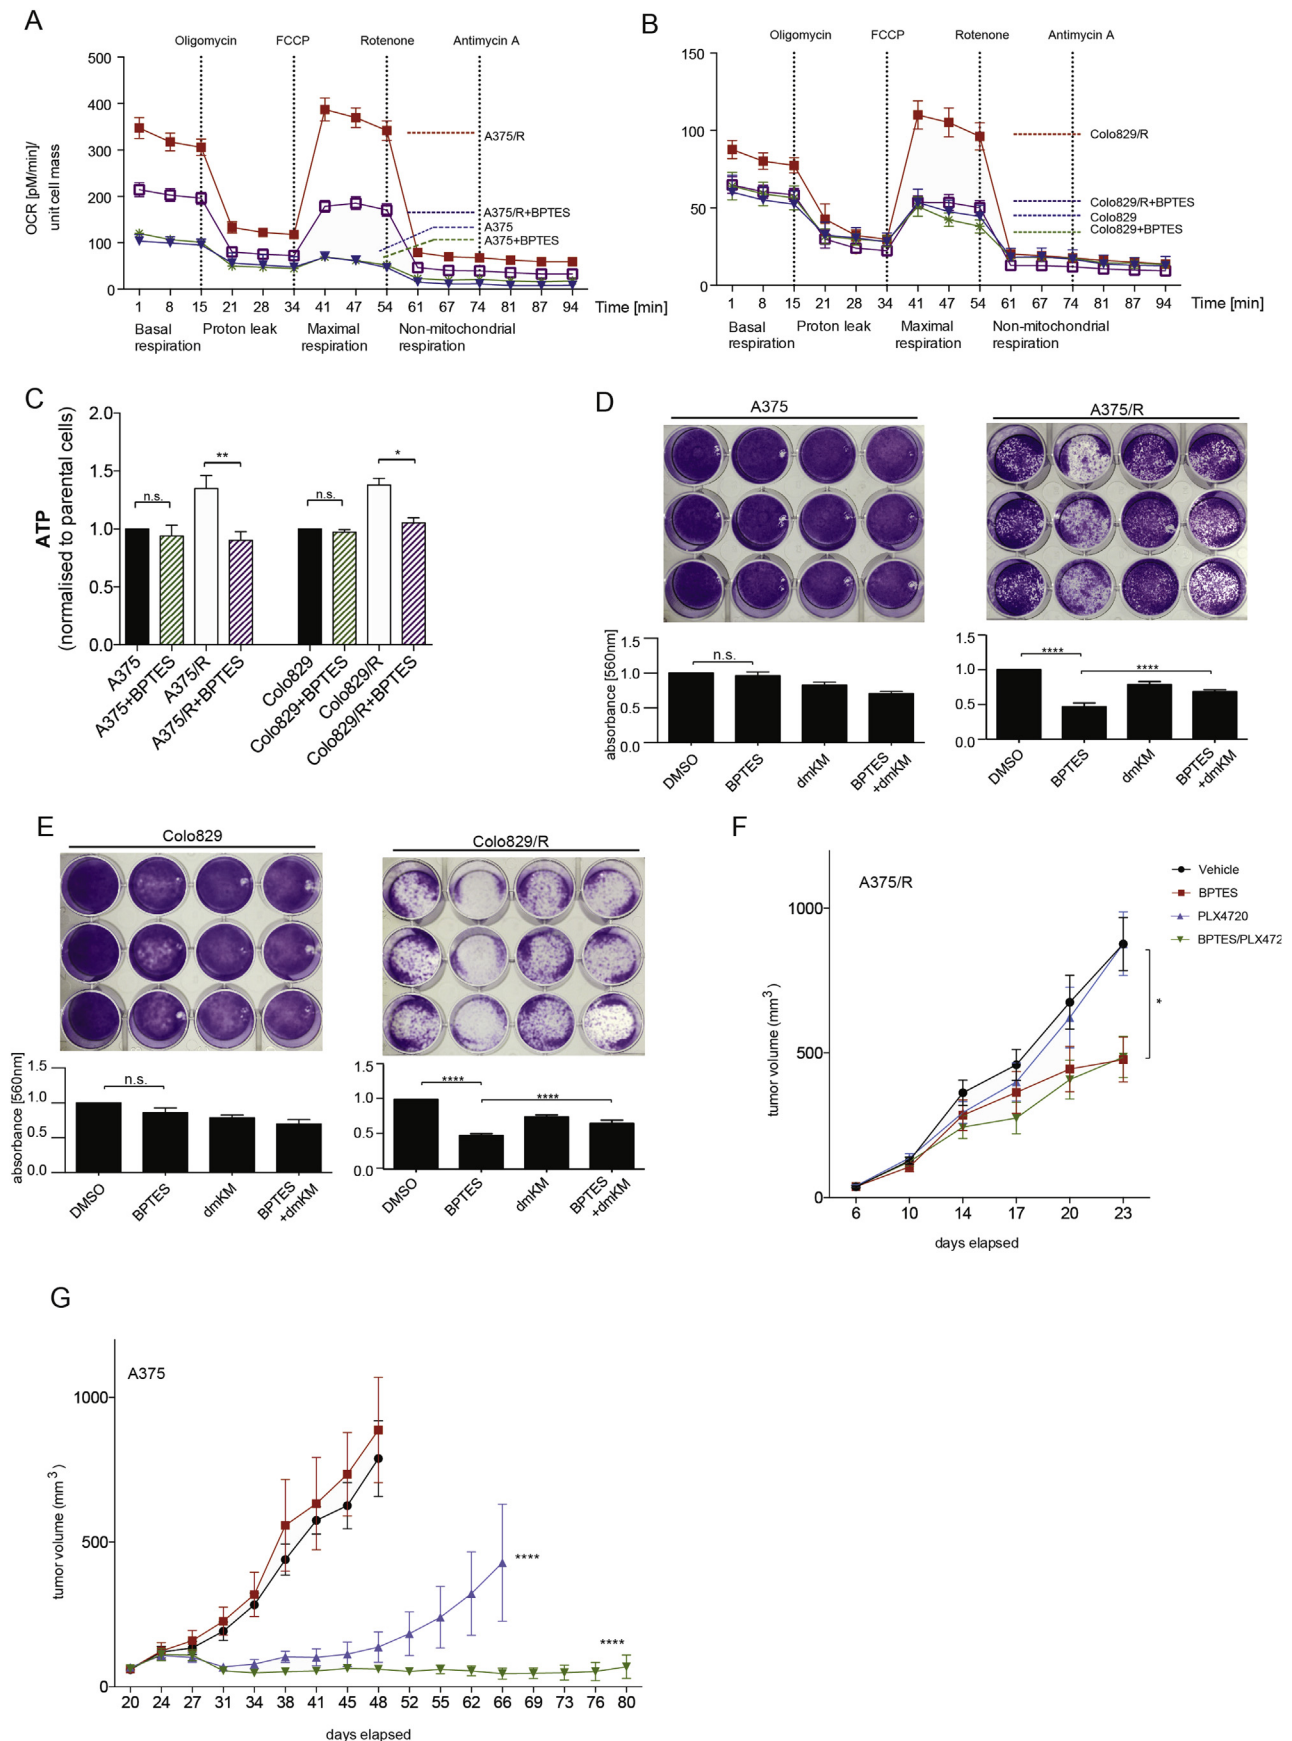 A
Oligomycin FCCP Rotenone Antimycin A
OCR [pM/min]/
unit cell mass
500
400
300
200
100
0
A375/R
A375/R+BPTES
A375
A375+BPTES
1 8 15 21 28 34 41 47 54 61 67 74 81 87 94 Time [min]
Basal respiration
Proton leak
Maximal respiration
Non-mitochondrial respiration
B
Oligomycin FCCP Rotenone Antimycin A
150
100
50
0
Colo829/R
Colo829/R+BPTES
Colo829
Colo829+BPTES
1 8 15 21 28 34 41 47 54 61 67 74 81 87 94 Time [min]
Basal respiration
Proton leak
Maximal respiration
Non-mitochondrial respiration
C
ATP
(normalised to parental cells)
2.0
1.5
1.0
0.5
0.0
n.s. ** n.s. *
A375
A375+BPTES
A375/R
A375/R+BPTES
Colo829
Colo829+BPTES
Colo829/R
Colo829/R+BPTES
D
A375
absorbance [560nm]
1.5
1.0
0.5
0.0
n.s.
DMSO
BPTES
dmKM
BPTES
+dmKM
A375/R
1.5
1.0
0.5
0.0
**** ****
DMSO
BPTES
dmKM
BPTES
+dmKM
E
Colo829
absorbance [560nm]
1.5
1.0
0.5
0.0
n.s.
DMSO
BPTES
dmKM
BPTES
+dmKM
Colo829/R
1.5
1.0
0.5
0.0
**** ****
DMSO
BPTES
dmKM
BPTES
+dmKM
F
A375/R
Vehicle
BPTES
PLX4720
BPTES/PLX472
tumor volume (mm3)
1000
500
0
*
6 10 14 17 20 23
days elapsed
G
A375
tumor volume (mm3)
1000
500
0
****
****
20 24 27 31 34 38 41 45 48 52 55 62 66 69 73 76 80
days elapsed